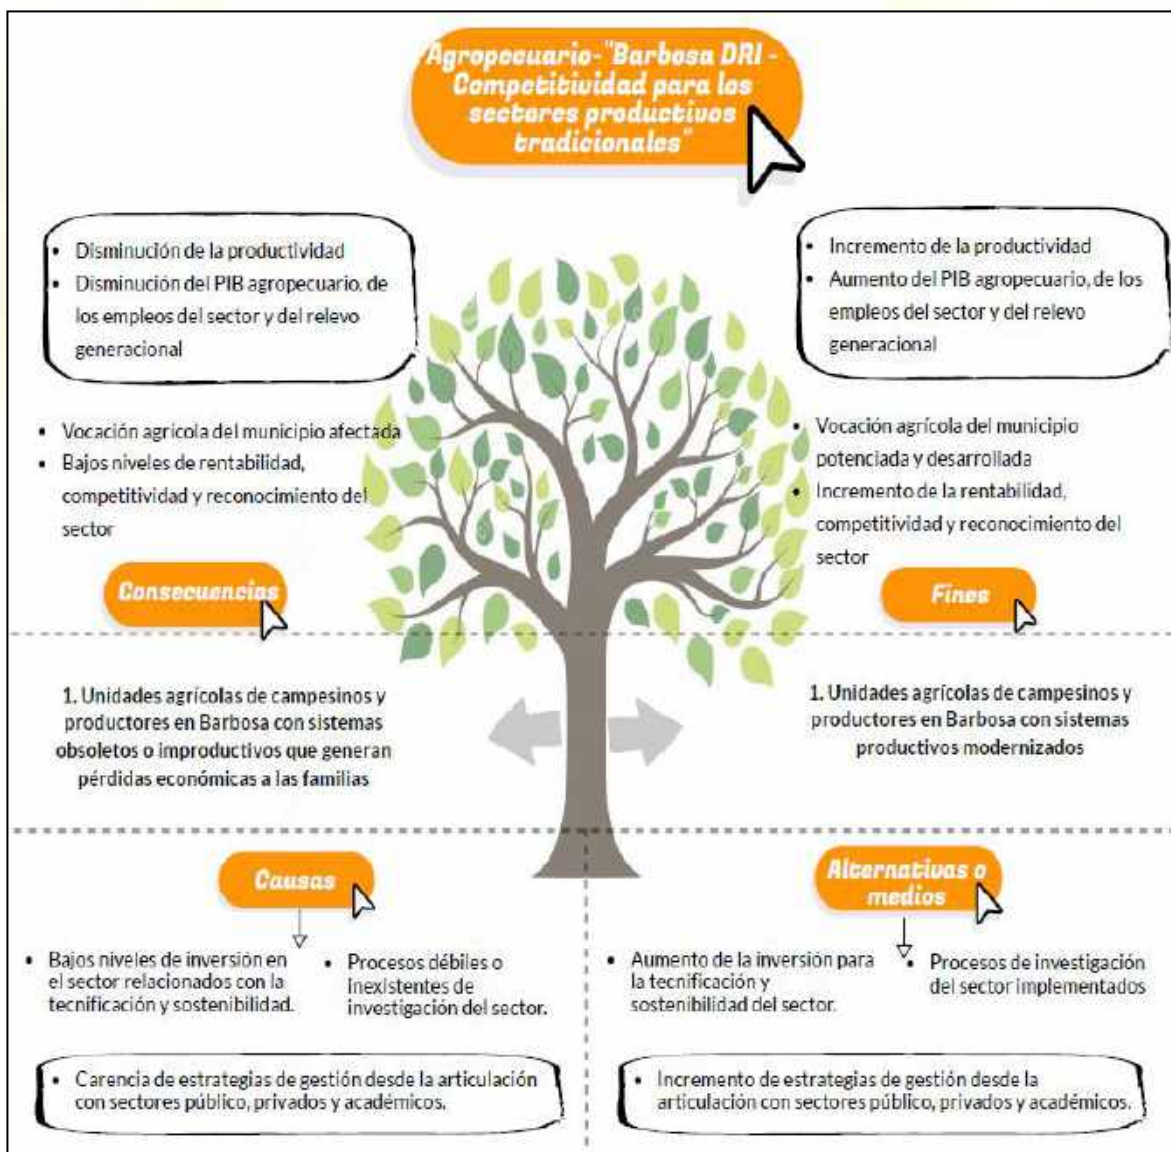 Agropecuario-"Barbosa DRI -
Competitividad para los
sectores productivos
tradicionales"
• Disminución de la productividad
• Disminución del PIB agropecuario, de
los empleos del sector y del relevo
generacional
• Vocación agrícola del municipio afectada
• Bajos niveles de rentabilidad,
competitividad y reconocimiento del
sector
Consecuencias
• Incremento de la productividad
• Aumento del PIB agropecuario, de los
empleos del sector y del relevo
generacional
• Vocación agrícola del municipio
potenciada y desarrollada
• Incremento de la rentabilidad,
competitividad y reconocimiento del
sector
Fines
1. Unidades agrícolas de campesinos y
productores en Barbosa con sistemas
obsoletos o improductivos que generan
pérdidas económicas a las familias
1. Unidades agrícolas de campesinos y
productores en Barbosa con sistemas
productivos modernizados
Causas
• Bajos niveles de inversión en
el sector relacionados con la
tecnificación y sostenibilidad.
• Procesos débiles o
inexistentes de
investigación del sector.
• Carencia de estrategias de gestión desde la articulación
con sectores público, privados y académicos.
Alternativas o
medios
• Aumento de la inversión para
la tecnificación y
sostenibilidad del sector.
• Procesos de investigación
del sector implementados
• Incremento de estrategias de gestión desde la
articulación con sectores público, privados y académicos.